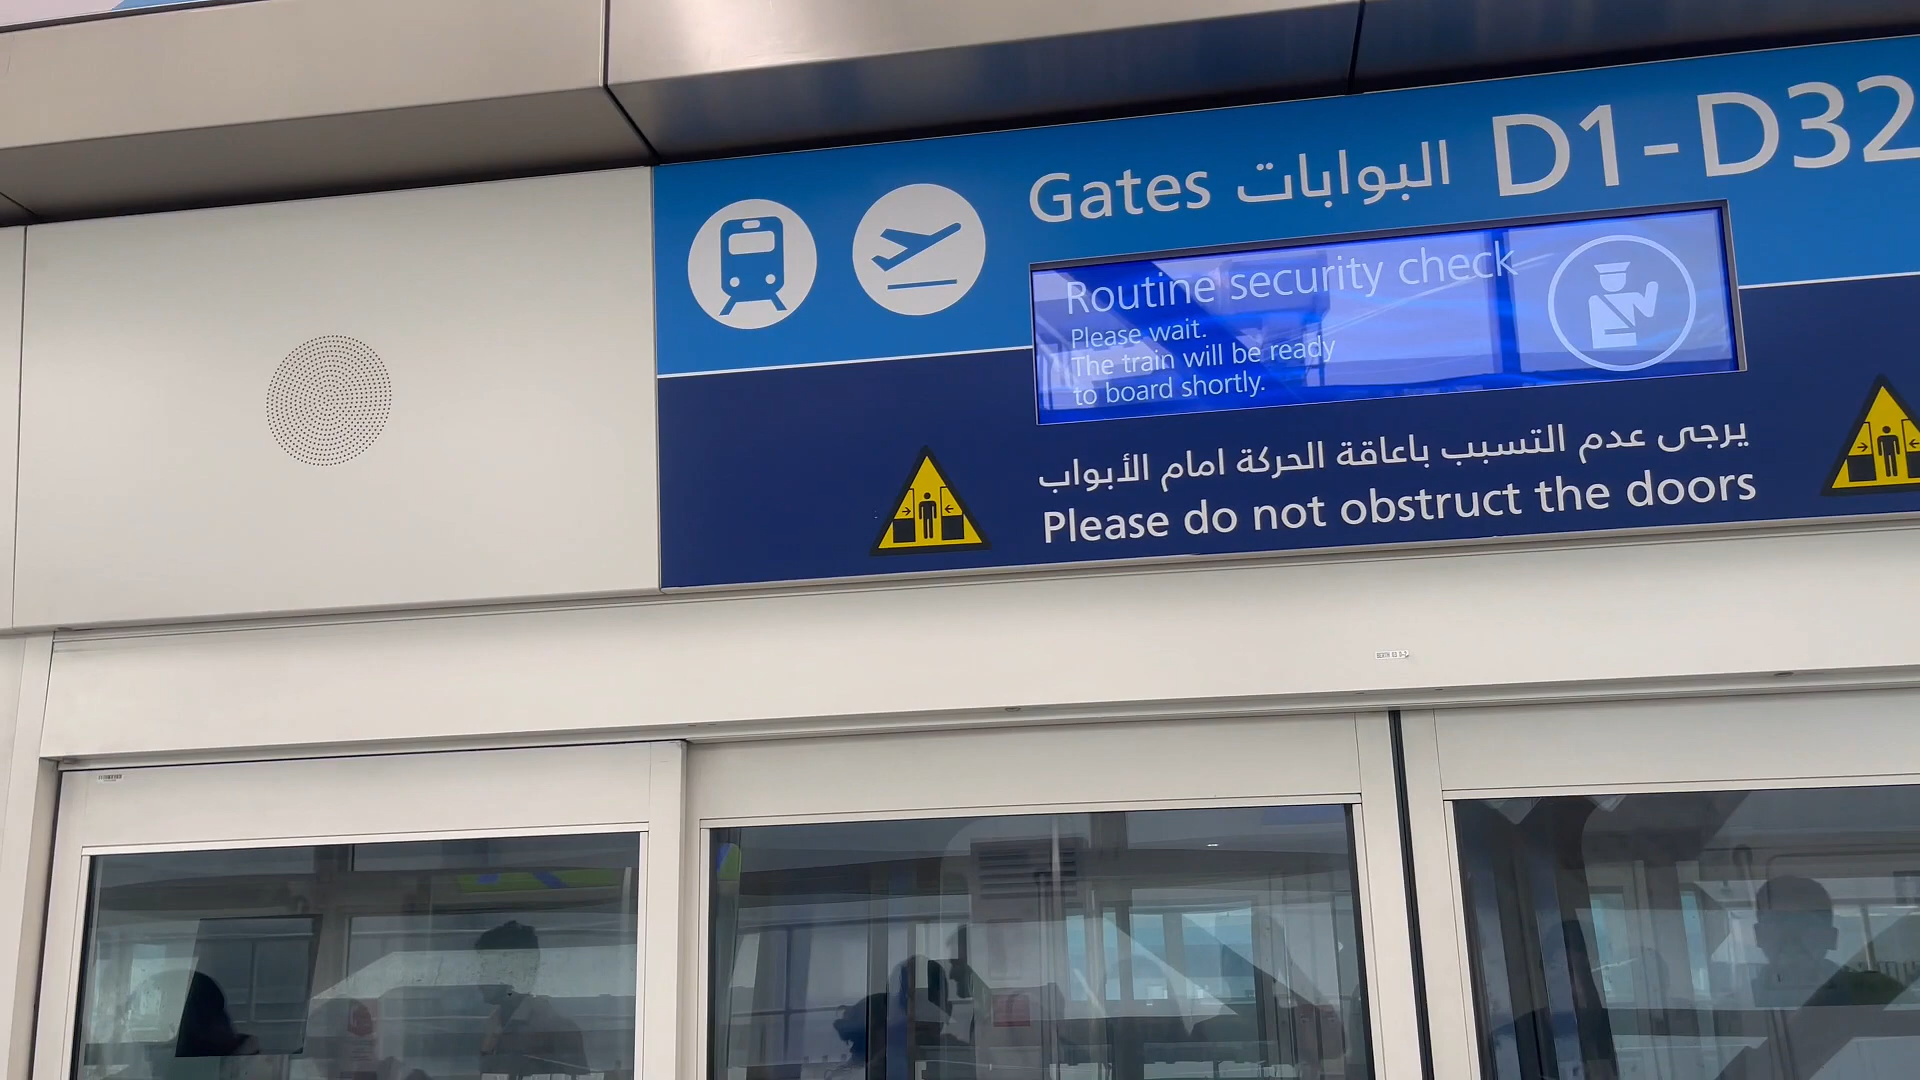 Gates البوابات D1-D32
Routine security check
Please wait.
The train will be ready
to board shortly.
يرجى عدم التسبب باعاقة الحركة امام الأبواب
Please do not obstruct the doors